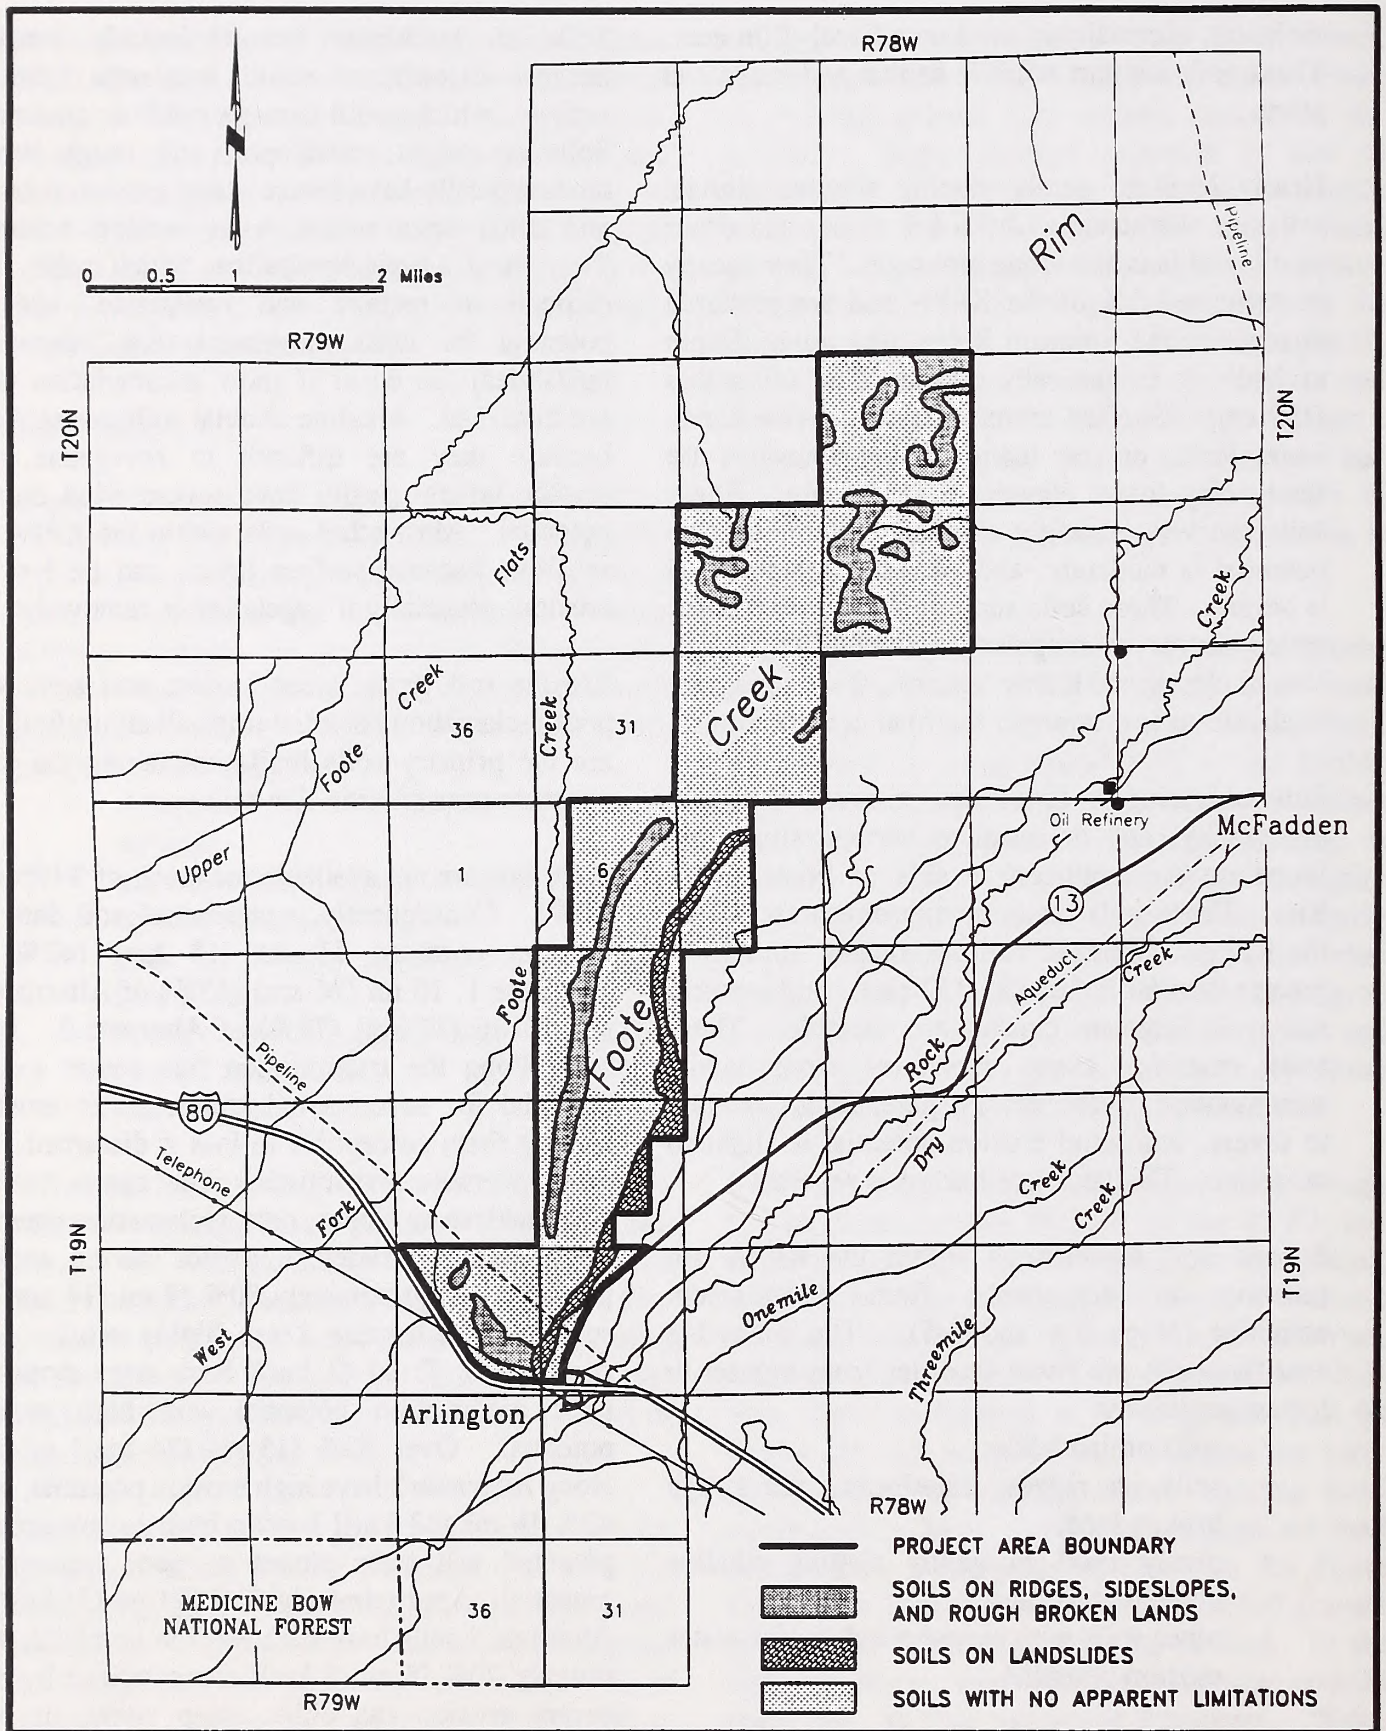 R78W
Rim
Pipeline
0 0.5 1 2 Miles
R79W
T20N
T20N
Flats
Creek
Foote
Upper
36
Creek
31
Creek
Creek
Oil Refinery
McFadden
1
6
13
Foote
Foote
Aqueduct
Creek
Pipeline
80
Telephone
Rock
Dry
Fork
West
T19N
T19N
Creek
Creek
Onemile
Threemile
Arlington
R78W
MEDICINE BOW
NATIONAL FOREST
36
31
R79W
PROJECT AREA BOUNDARY
SOILS ON RIDGES, SIDESLOPES,
AND ROUGH BROKEN LANDS
SOILS ON LANDSLIDES
SOILS WITH NO APPARENT LIMITATIONS